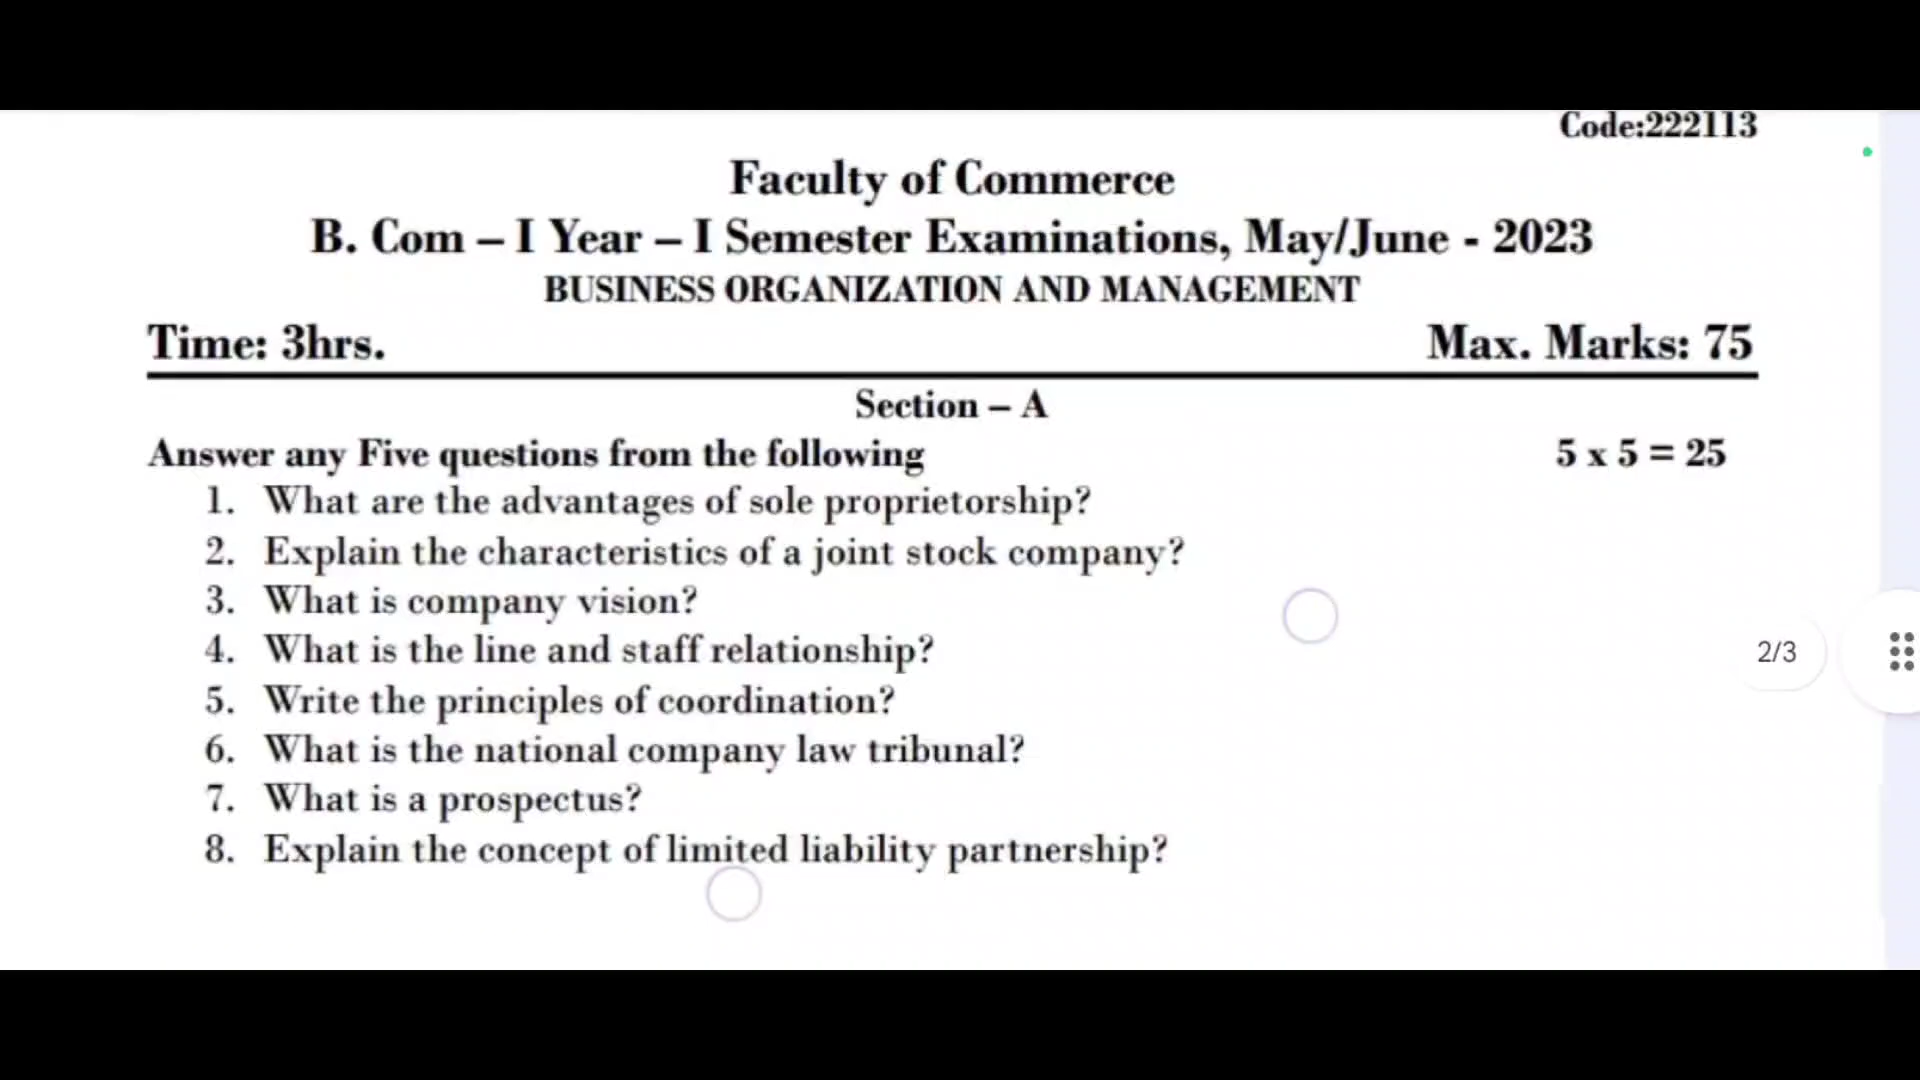 Code:222113
Faculty of Commerce
B. Com – I Year – I Semester Examinations, May/June - 2023
BUSINESS ORGANIZATION AND MANAGEMENT
Time: 3hrs. Max. Marks: 75
Section – A
Answer any Five questions from the following 5 x 5 = 25
1. What are the advantages of sole proprietorship?
2. Explain the characteristics of a joint stock company?
3. What is company vision?
4. What is the line and staff relationship?
5. Write the principles of coordination?
6. What is the national company law tribunal?
7. What is a prospectus?
8. Explain the concept of limited liability partnership?
2/3